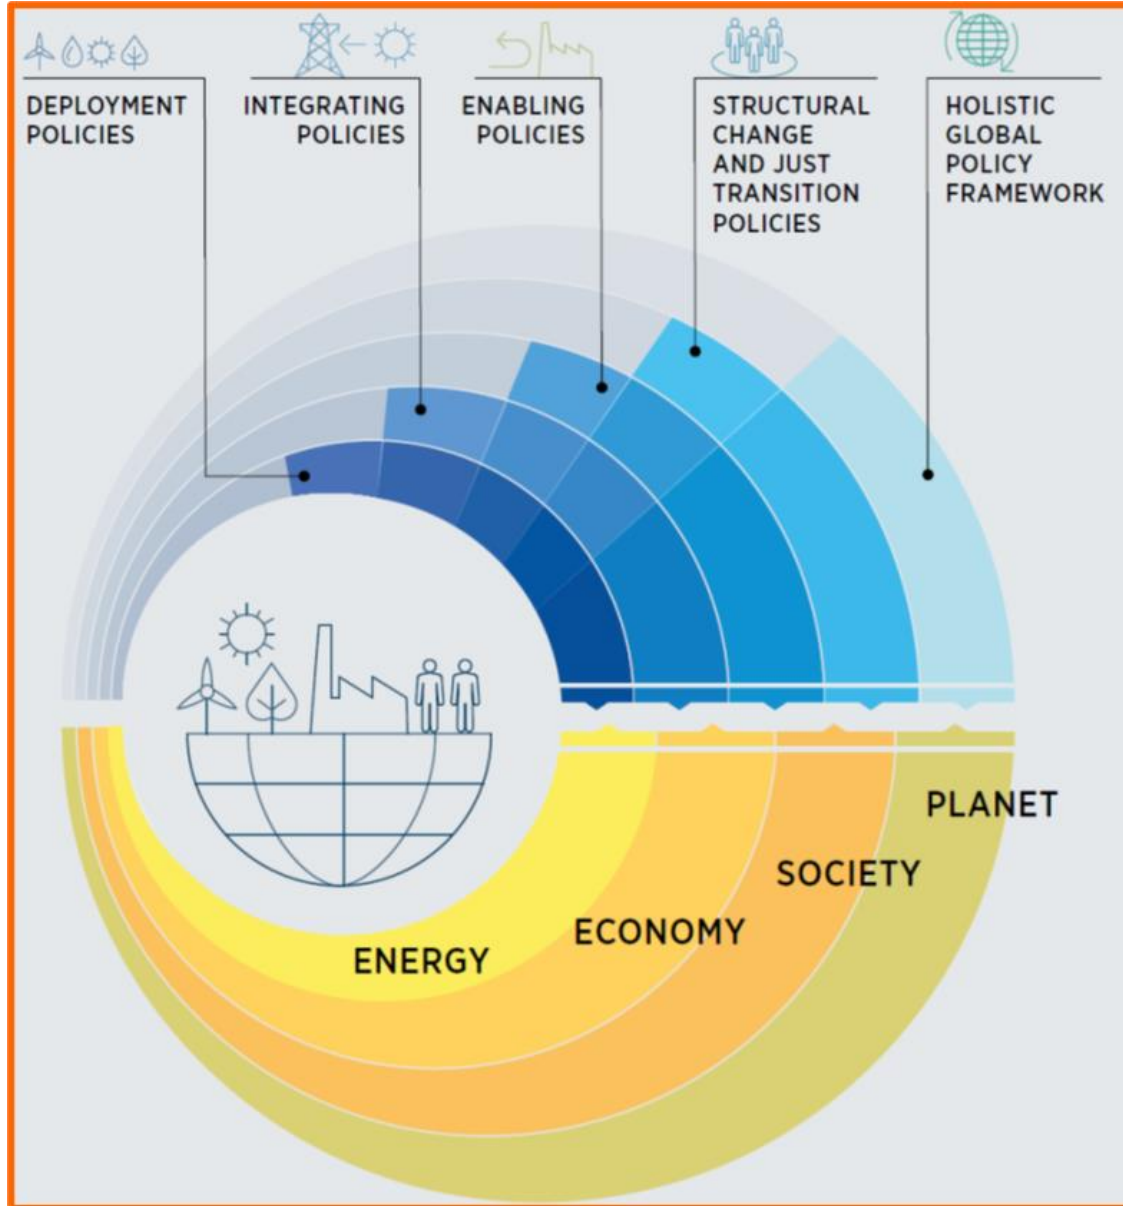 DEPLOYMENT
POLICIES
INTEGRATING
POLICIES
ENABLING
POLICIES
STRUCTURAL
CHANGE
AND JUST
TRANSITION
POLICIES
HOLISTIC
GLOBAL
POLICY
FRAMEWORK
PLANET
SOCIETY
ECONOMY
ENERGY